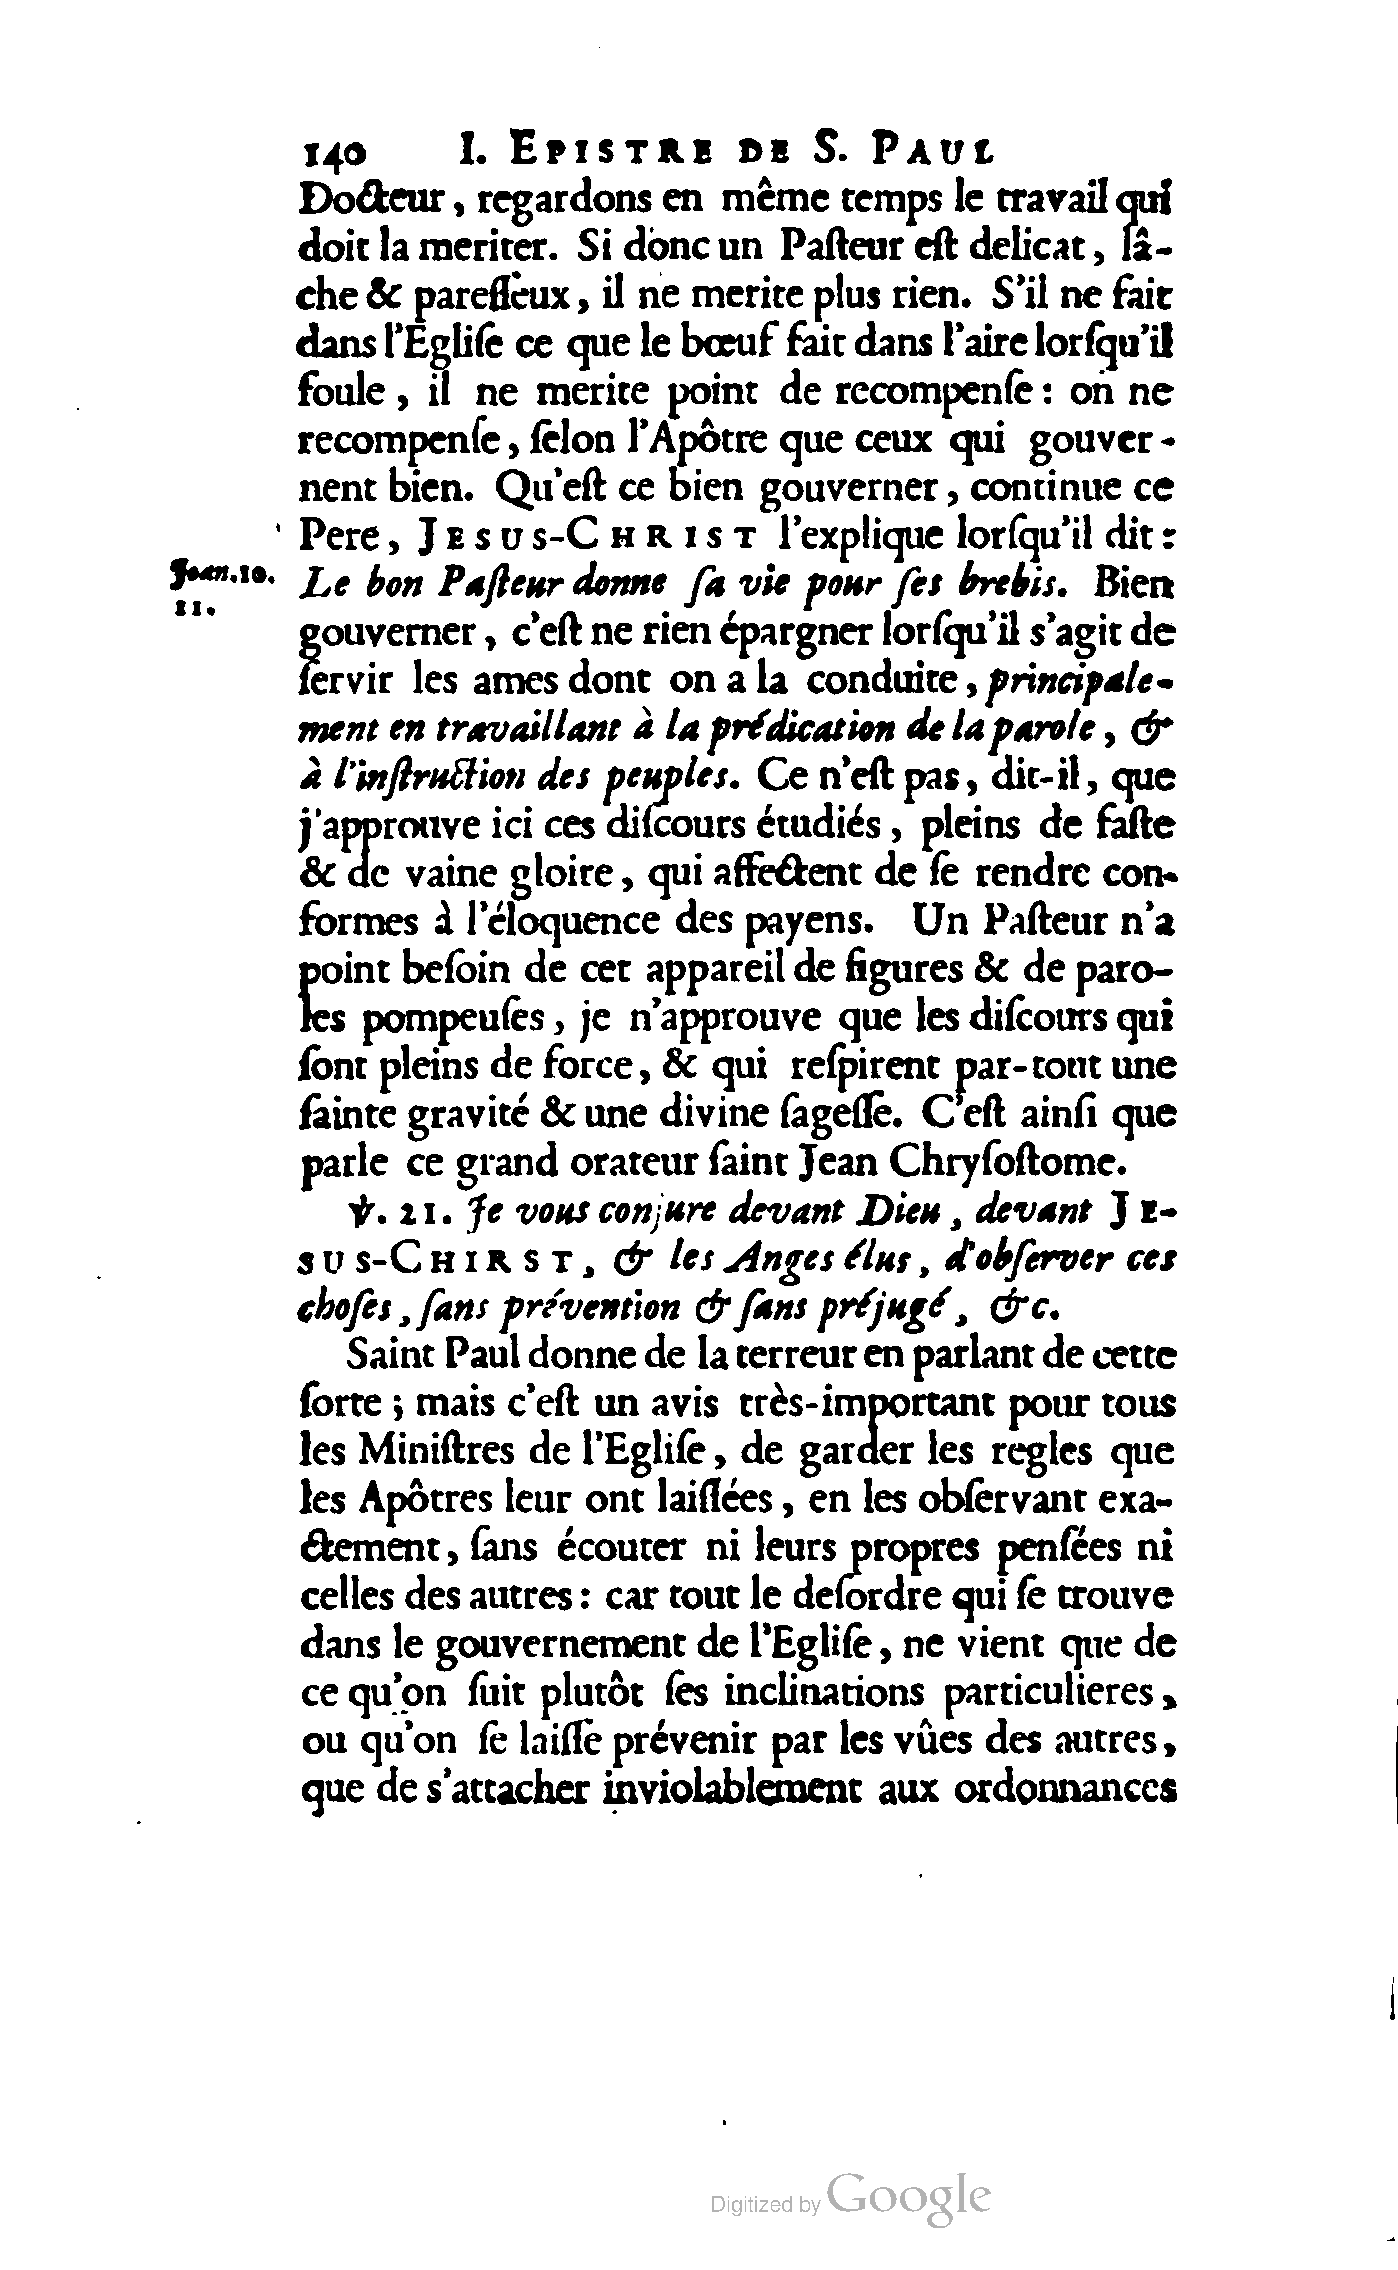 140 I. EPISTRE DE S. PAUL
Docteur, regardons en même temps le travail qui
doit la meriter. Si donc un Paſteur eſt delicat, lâ-
che & pareſſeux, il ne merite plus rien. S'il ne fait
dans l'Egliſe ce que le bœuf fait dans l'aire lorſqu'il
foule, il ne merite point de recompenſe : on ne
recompenſe, ſelon l'Apôtre que ceux qui gouver-
nent bien. Qu'eſt ce bien gouverner, continue ce
Pere, JESUS-CHRIST l'explique lorſqu'il dit :
Joan. 10.
11.
Le bon Paſteur donne ſa vie pour ſes brebis. Bien
gouverner, c'eſt ne rien épargner lorſqu'il s'agit de
ſervir les ames dont on a la conduite, principale-
ment en travaillant à la prédication de la parole, &
à l'inſtruction des peuples. Ce n'eſt pas, dit-il, que
j'approuve ici ces diſcours étudiés, pleins de faſte
& de vaine gloire, qui affectent de ſe rendre con-
formes à l'éloquence des payens. Un Paſteur n'a
point beſoin de cet appareil de figures & de paro-
les pompeuſes, je n'approuve que les diſcours qui
ſont pleins de force, & qui reſpirent par-tout une
ſainte gravité & une divine ſageſſe. C'eſt ainſi que
parle ce grand orateur ſaint Jean Chryſoſtome.
℣. 21. Je vous conjure devant Dieu, devant JE-
SUS-CHIRST, & les Anges élus, d'obſerver ces
choſes, ſans prévention & ſans préjugé, &c.
Saint Paul donne de la terreur en parlant de cette
ſorte ; mais c'eſt un avis très-important pour tous
les Miniſtres de l'Egliſe, de garder les regles que
les Apôtres leur ont laiſſées, en les obſervant exa-
ctement, ſans écouter ni leurs propres penſées ni
celles des autres : car tout le deſordre qui ſe trouve
dans le gouvernement de l'Egliſe, ne vient que de
ce qu'on ſuit plutôt ſes inclinations particulieres,
ou qu'on ſe laiſſe prévenir par les vûes des autres,
que de s'attacher inviolablement aux ordonnances
Digitized by Google